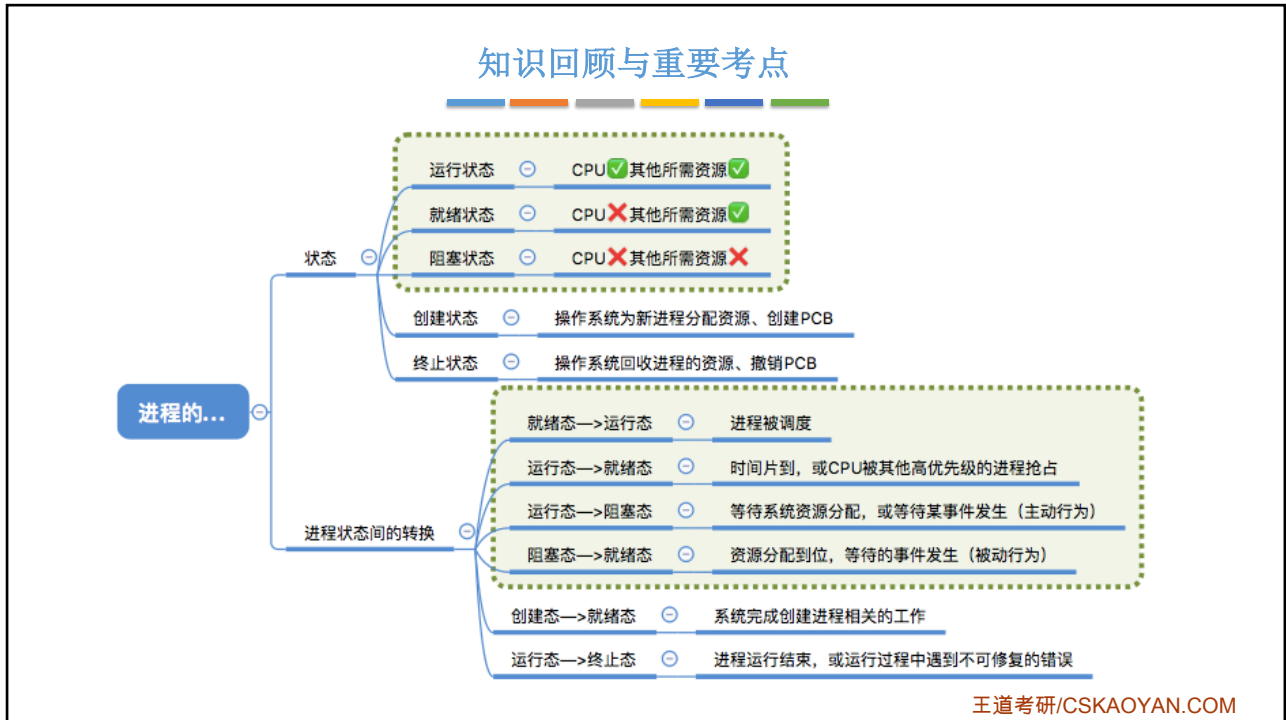 知识回顾与重要考点
运行状态 CPU✅其他所需资源✅
就绪状态 CPU❌其他所需资源✅
阻塞状态 CPU❌其他所需资源❌
状态
创建状态 操作系统为新进程分配资源、创建PCB
终止状态 操作系统回收进程的资源、撤销PCB
进程的...
就绪态—>运行态 进程被调度
运行态—>就绪态 时间片到，或CPU被其他高优先级的进程抢占
运行态—>阻塞态 等待系统资源分配，或等待某事件发生（主动行为）
进程状态间的转换
阻塞态—>就绪态 资源分配到位，等待的事件发生（被动行为）
创建态—>就绪态 系统完成创建进程相关的工作
运行态—>终止态 进程运行结束，或运行过程中遇到不可修复的错误
王道考研/CSKAOYAN.COM